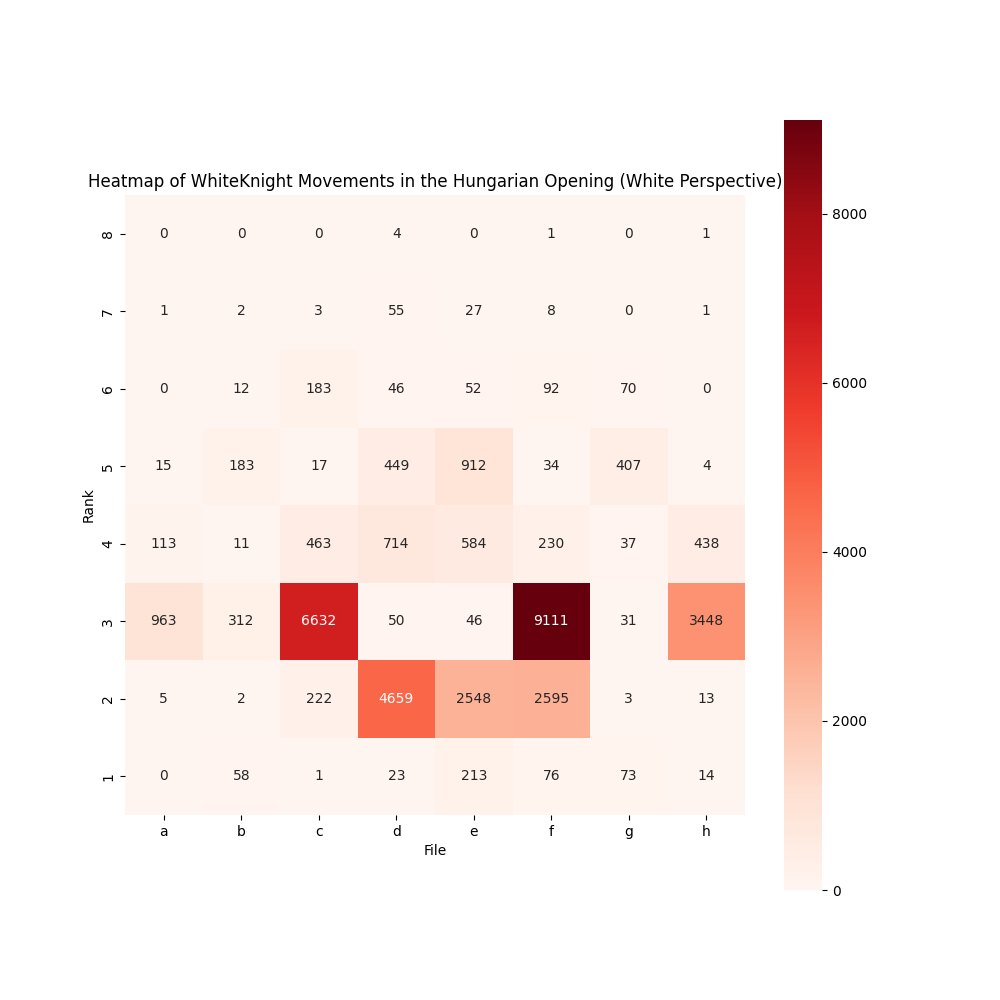 Heatmap of WhiteKnight Movements in the Hungarian Opening (White Perspective)
8 0 0 0 4 0 1 0 1
7 1 2 3 55 27 8 0 1
6 0 12 183 46 52 92 70 0
5 15 183 17 449 912 34 407 4
Rank
4 113 11 463 714 584 230 37 438
3 963 312 6632 50 46 9111 31 3448
2 5 2 222 4659 2548 2595 3 13
1 0 58 1 23 213 76 73 14
a b c d e f g h
File
8000
6000
4000
2000
0